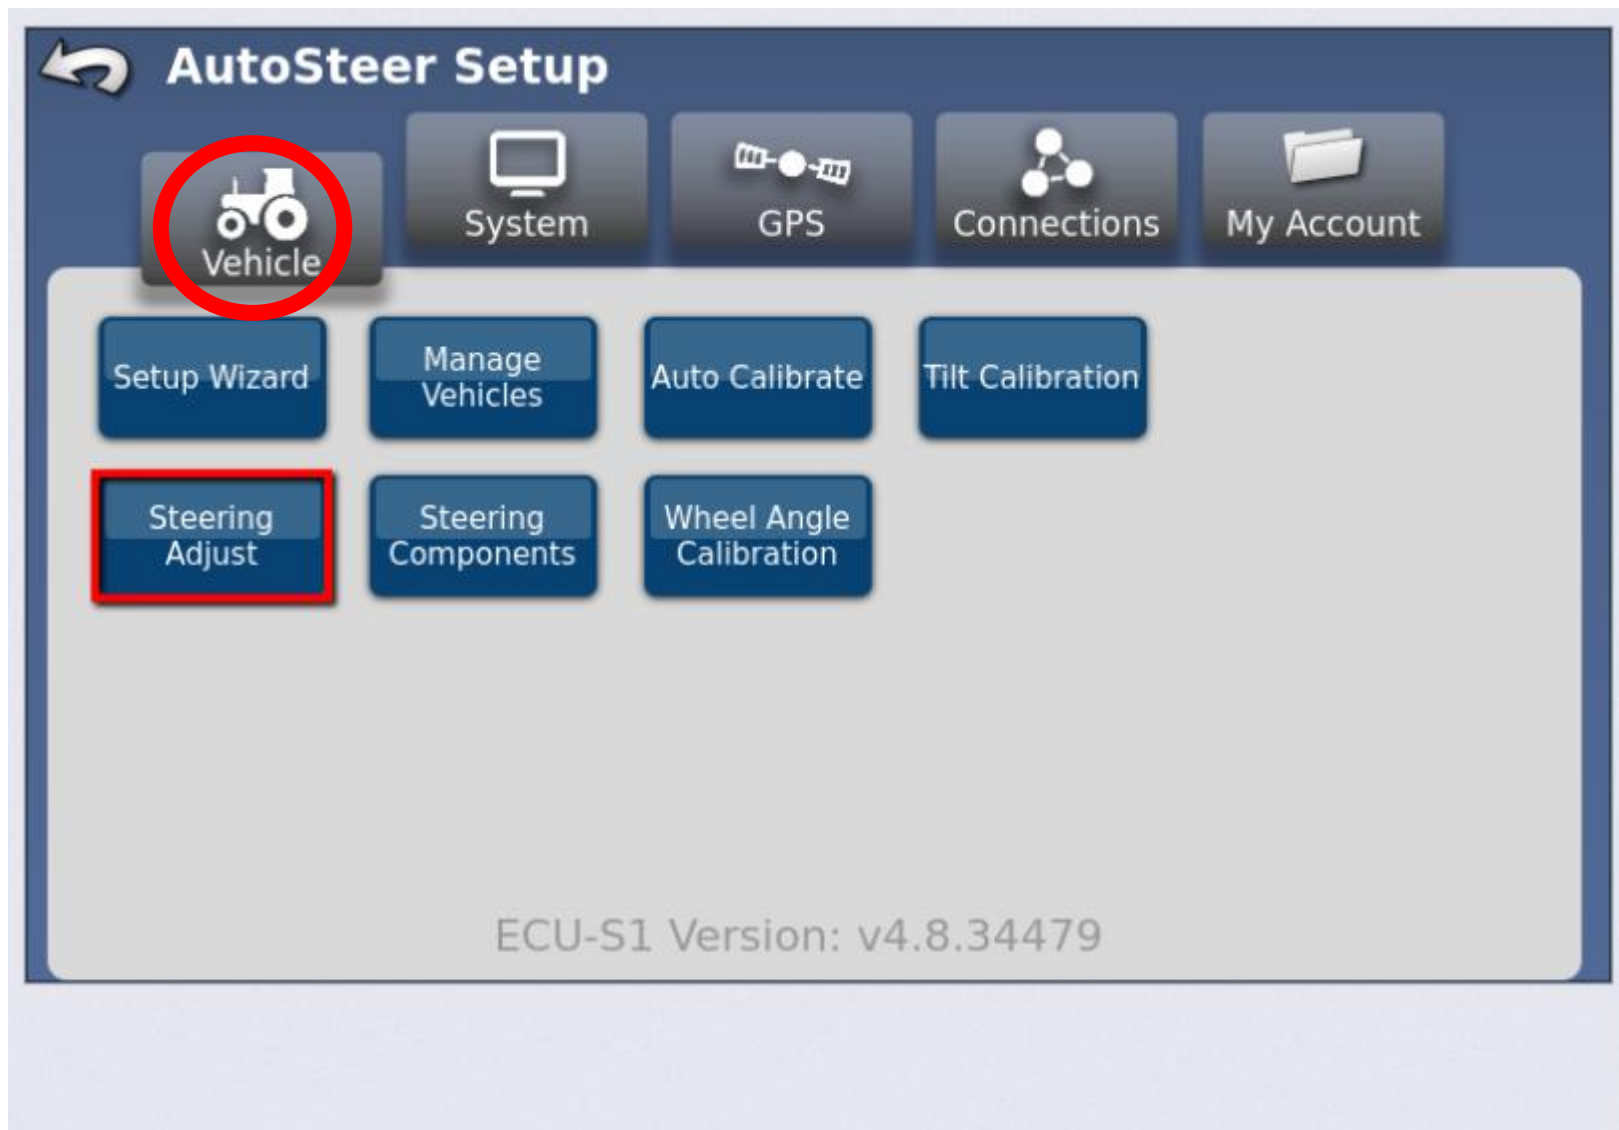 AutoSteer Setup
Vehicle
System
GPS
Connections
My Account
Setup Wizard
Manage
Vehicles
Auto Calibrate
Tilt Calibration
Steering
Adjust
Steering
Components
Wheel Angle
Calibration
ECU-S1 Version: v4.8.34479